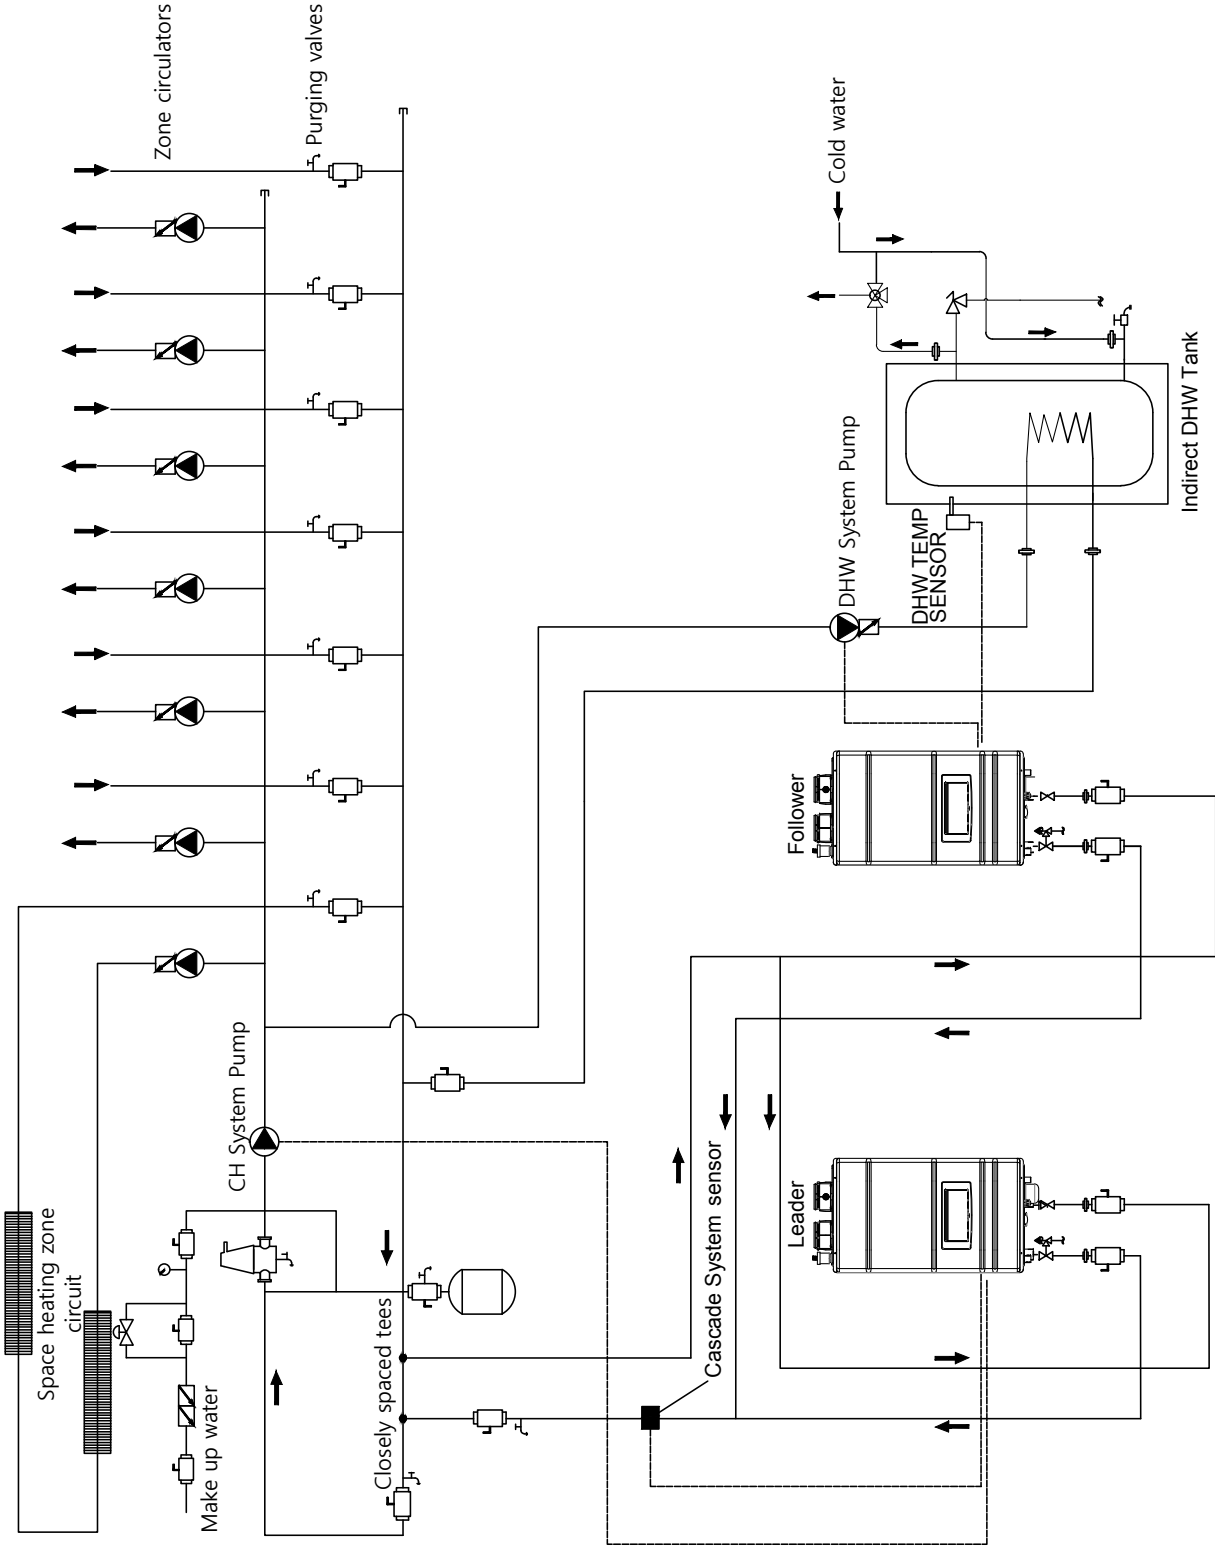 Zone circulators
Purging valves
Cold water
Indirect DHW Tank
DHW System Pump
DHW TEMP
SENSOR
Follower
CH System Pump
Space heating zone
circuit
Make up water
Closely spaced tees
Cascade System sensor
Leader